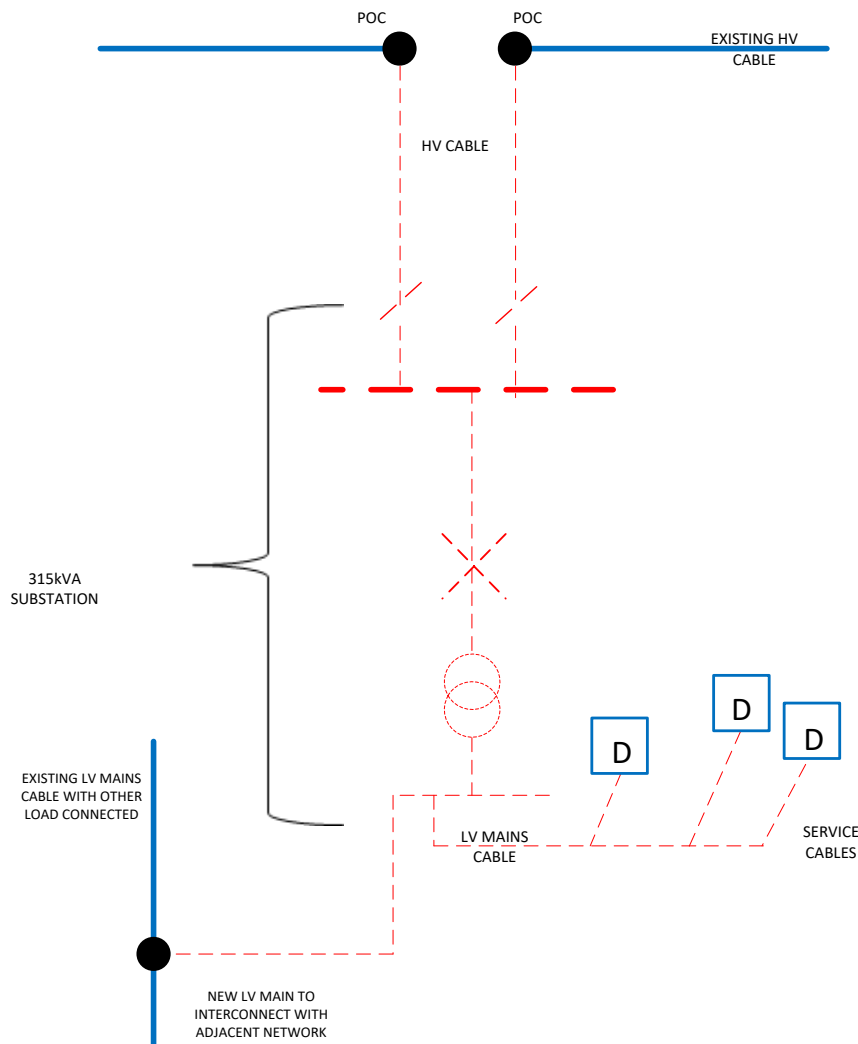 POC
POC
EXISTING HV
CABLE
HV CABLE
315kVA
SUBSTATION
D
D
D
EXISTING LV MAINS
CABLE WITH OTHER
LOAD CONNECTED
LV MAINS
CABLE
SERVICE
CABLES
NEW LV MAIN TO
INTERCONNECT WITH
ADJACENT NETWORK